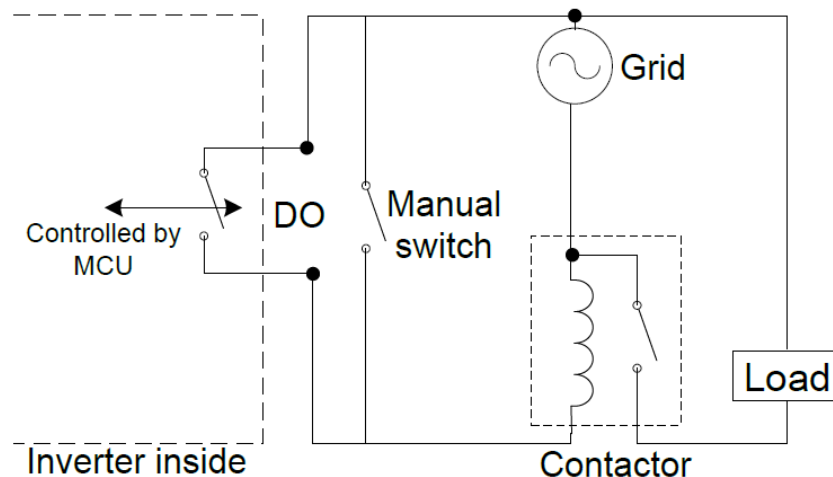 Grid
DO
Manual
switch
Controlled by
MCU
Load
Inverter inside
Contactor